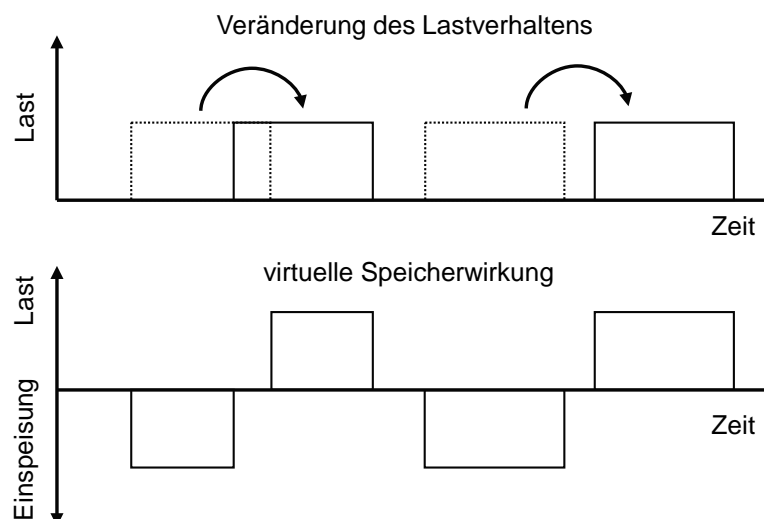 Veränderung des Lastverhaltens
Last
Zeit
virtuelle Speicherwirkung
Last
Einspeisung
Zeit